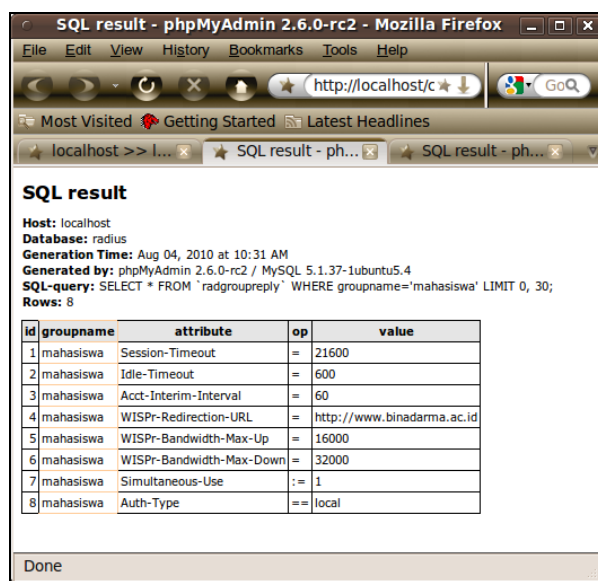 SQL result - phpMyAdmin 2.6.0-rc2 - Mozilla Firefox
File Edit View History Bookmarks Tools Help
http://localhost/c
Goo
Most Visited Getting Started Latest Headlines
localhost >> l... SQL result - ph... SQL result - ph...
SQL result
Host: localhost
Database: radius
Generation Time: Aug 04, 2010 at 10:31 AM
Generated by: phpMyAdmin 2.6.0-rc2 / MySQL 5.1.37-1ubuntu5.4
SQL-query: SELECT * FROM `radgroupreply` WHERE groupname='mahasiswa' LIMIT 0, 30;
Rows: 8
id groupname attribute op value
1 mahasiswa Session-Timeout = 21600
2 mahasiswa Idle-Timeout = 600
3 mahasiswa Acct-Interim-Interval = 60
4 mahasiswa WISPr-Redirection-URL = http://www.binadarma.ac.id
5 mahasiswa WISPr-Bandwidth-Max-Up = 16000
6 mahasiswa WISPr-Bandwidth-Max-Down = 32000
7 mahasiswa Simultaneous-Use := 1
8 mahasiswa Auth-Type == local
Done